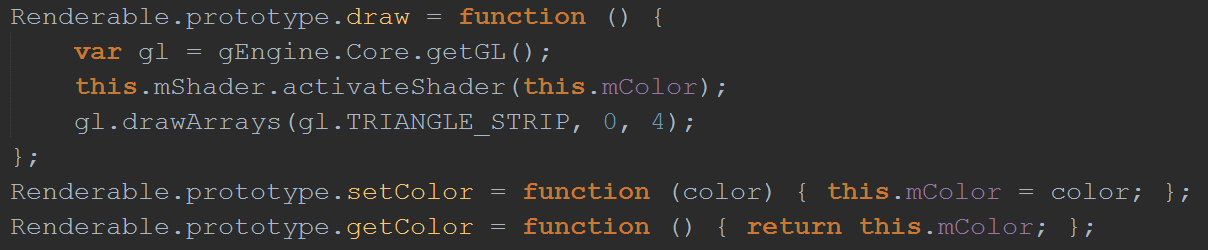 Renderable.prototype.draw = function () {
    var gl = gEngine.Core.getGL();
    this.mShader.activateShader(this.mColor);
    gl.drawArrays(gl.TRIANGLE_STRIP, 0, 4);
};
Renderable.prototype.setColor = function (color) { this.mColor = color; };
Renderable.prototype.getColor = function () { return this.mColor; };